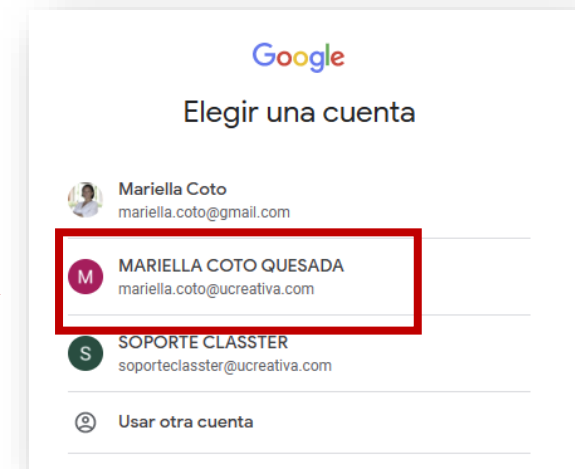 Google
Elegir una cuenta
Mariella Coto
mariella.coto@gmail.com
M
MARIELLA COTO QUESADA
mariella.coto@ucreativa.com
S
SOPORTE CLASSTER
soporteclasster@ucreativa.com
Usar otra cuenta